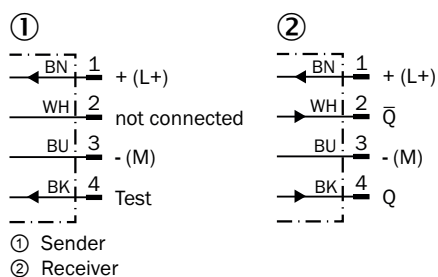 ① ②
BN 1 + (L+)
WH 2 not connected
BU 3 - (M)
BK 4 Test
BN 1 + (L+)
WH 2 Q̅
BU 3 - (M)
BK 4 Q
① Sender
② Receiver